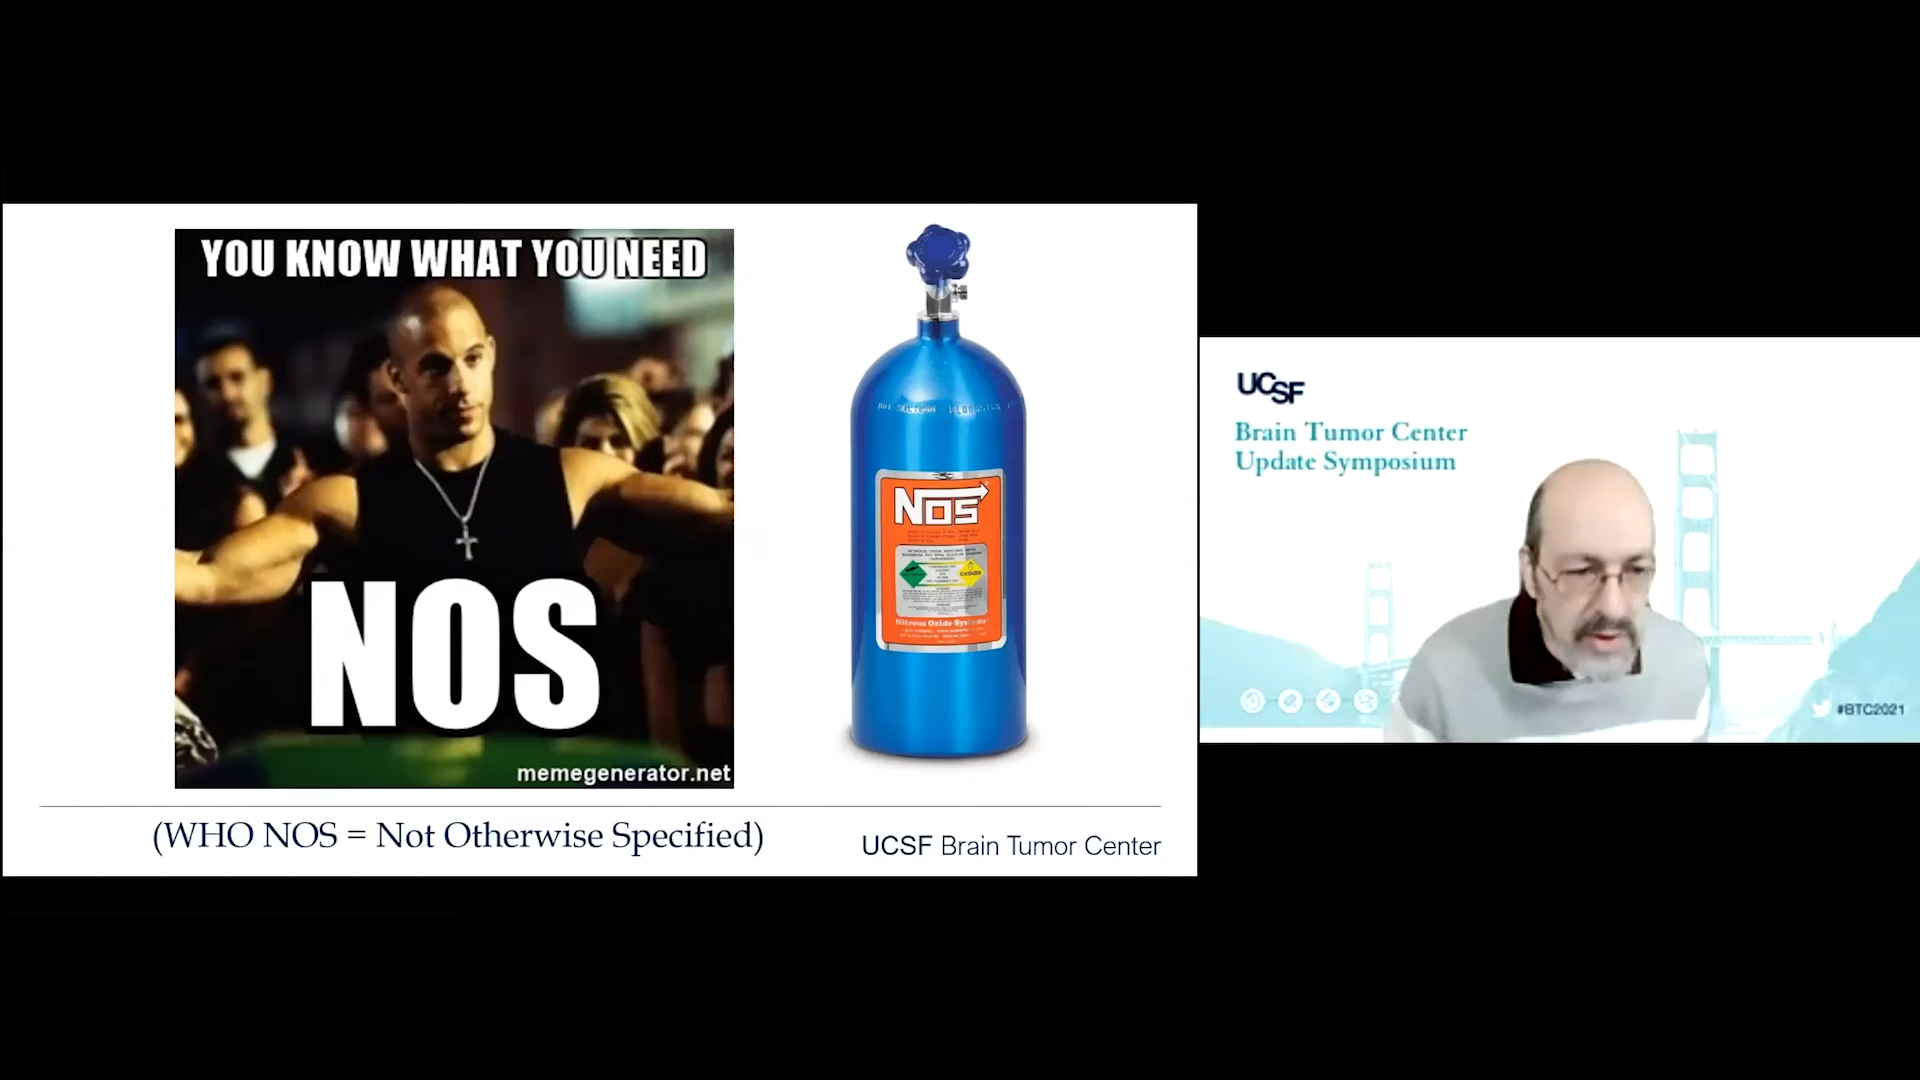 YOU KNOW WHAT YOU NEED
NOS
memegenerator.net
NOS
OXIDIZER
Nitrous Oxide Systems
(WHO NOS = Not Otherwise Specified)
UCSF Brain Tumor Center
UCSF
Brain Tumor Center
Update Symposium
#BTC2021